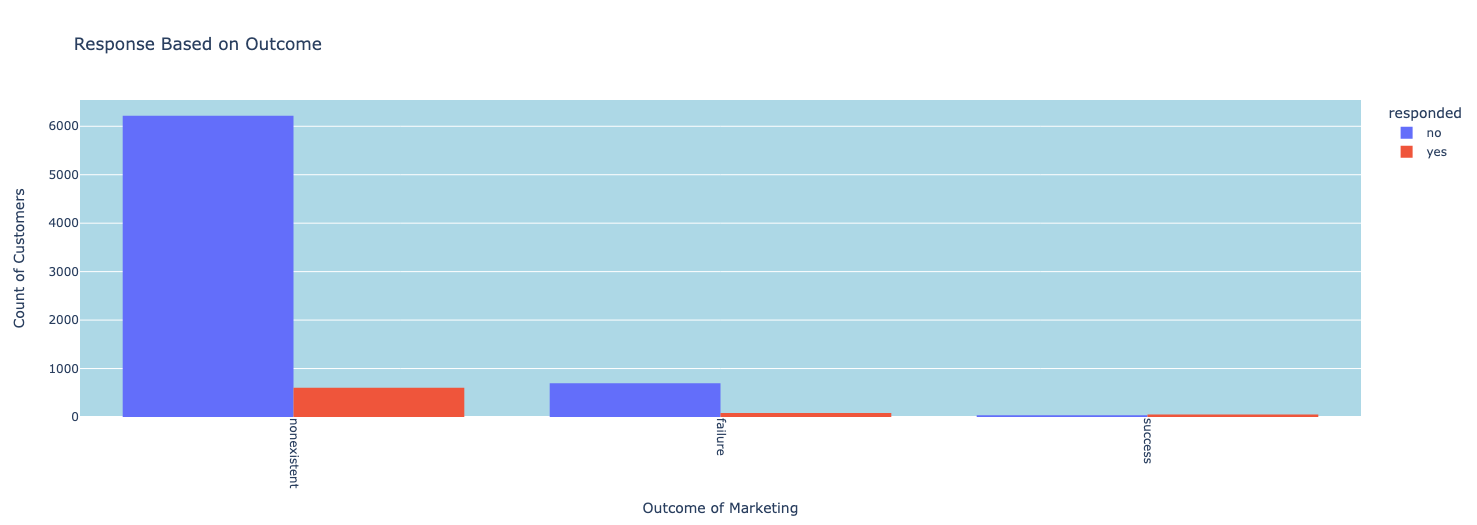 Response Based on Outcome
responded
no
yes
Count of Customers
6000
5000
4000
3000
2000
1000
0
nonexistent
failure
success
Outcome of Marketing